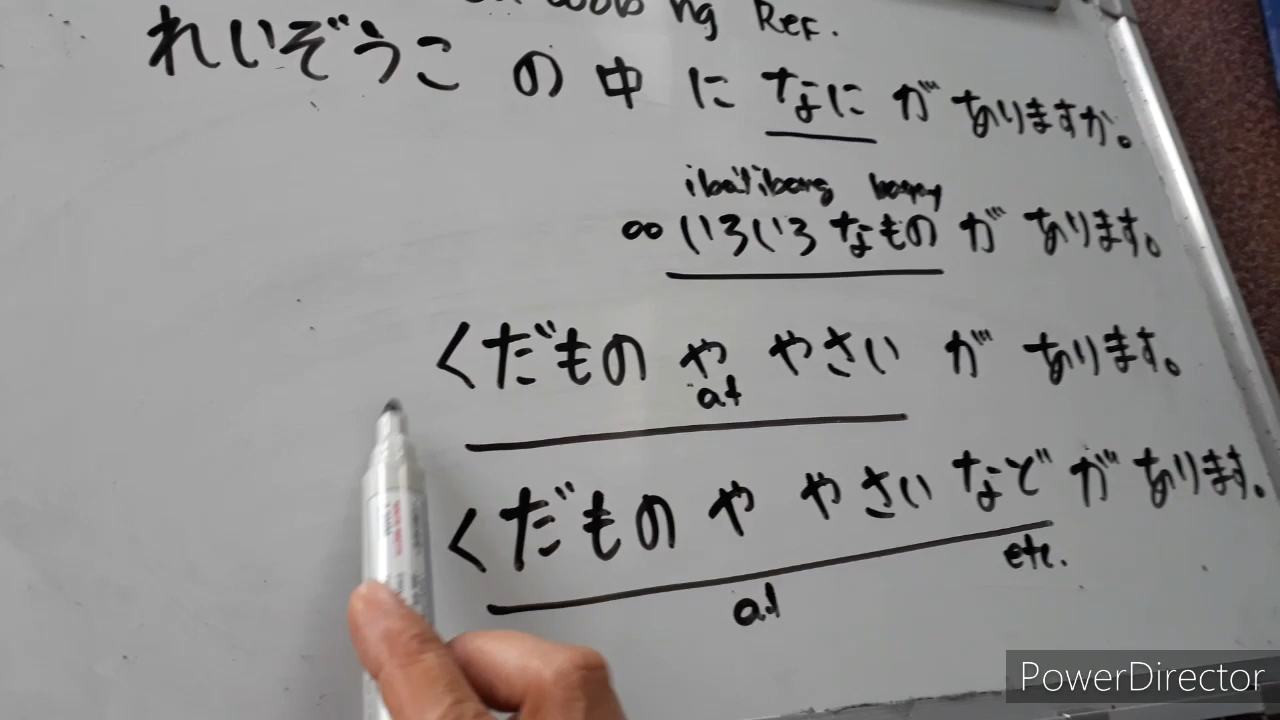 ng Ref.
れいぞうこ の 中 に なに が ありますか。
ibaʼtibang bagay
∞ いろいろ なもの が あります。
くだもの や やさい が あります。
at
くだもの や やさい など が あります。
etc.
at
PowerDirector